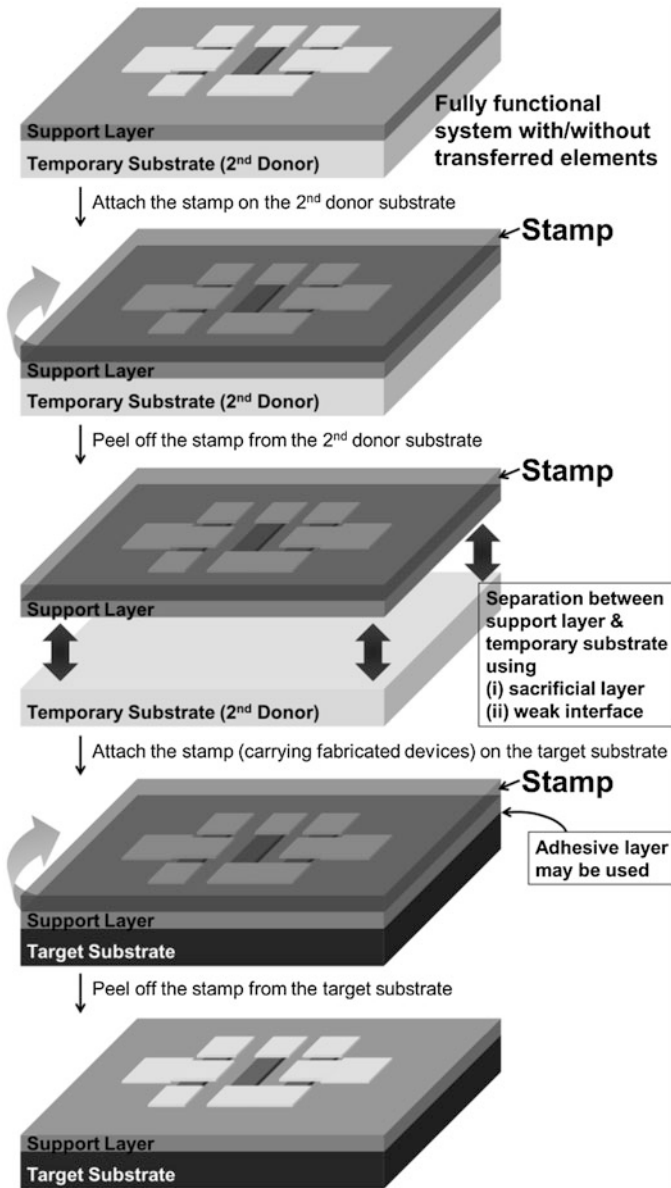 Fully functional
system with/without
transferred elements
Support Layer
Temporary Substrate (2nd Donor)
Attach the stamp on the 2nd donor substrate
Stamp
Support Layer
Temporary Substrate (2nd Donor)
Peel off the stamp from the 2nd donor substrate
Stamp
Support Layer
Separation between
support layer &
temporary substrate
using
(i) sacrificial layer
(ii) weak interface
Temporary Substrate (2nd Donor)
Attach the stamp (carrying fabricated devices) on the target substrate
Stamp
Adhesive layer
may be used
Support Layer
Target Substrate
Peel off the stamp from the target substrate
Support Layer
Target Substrate